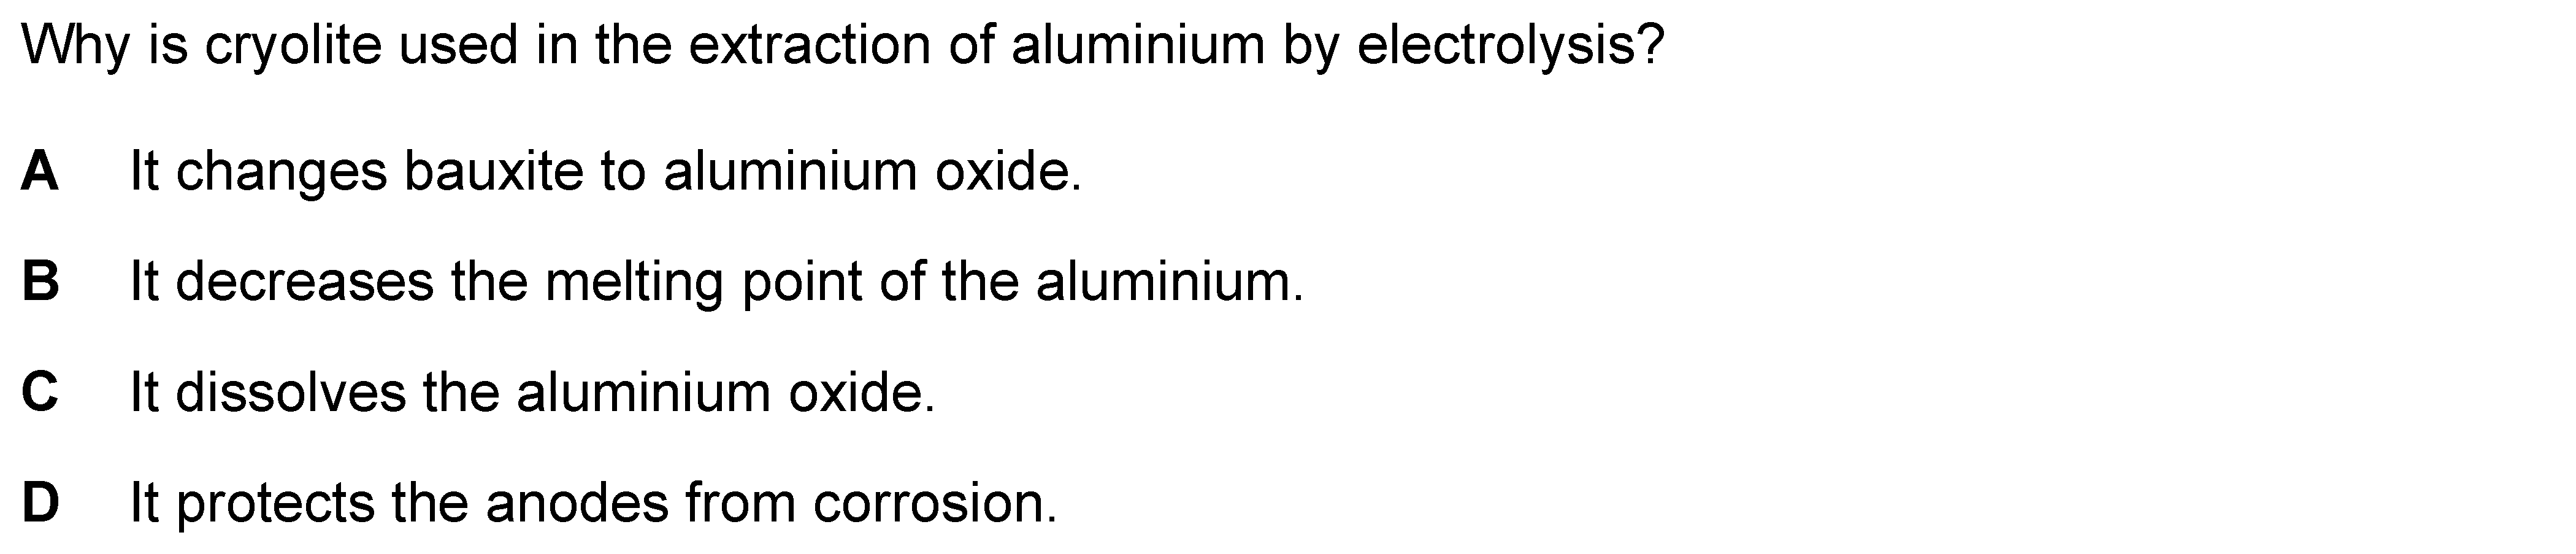 Why is cryolite used in the extraction of aluminium by electrolysis?
A It changes bauxite to aluminium oxide.
B It decreases the melting point of the aluminium.
C It dissolves the aluminium oxide.
D It protects the anodes from corrosion.